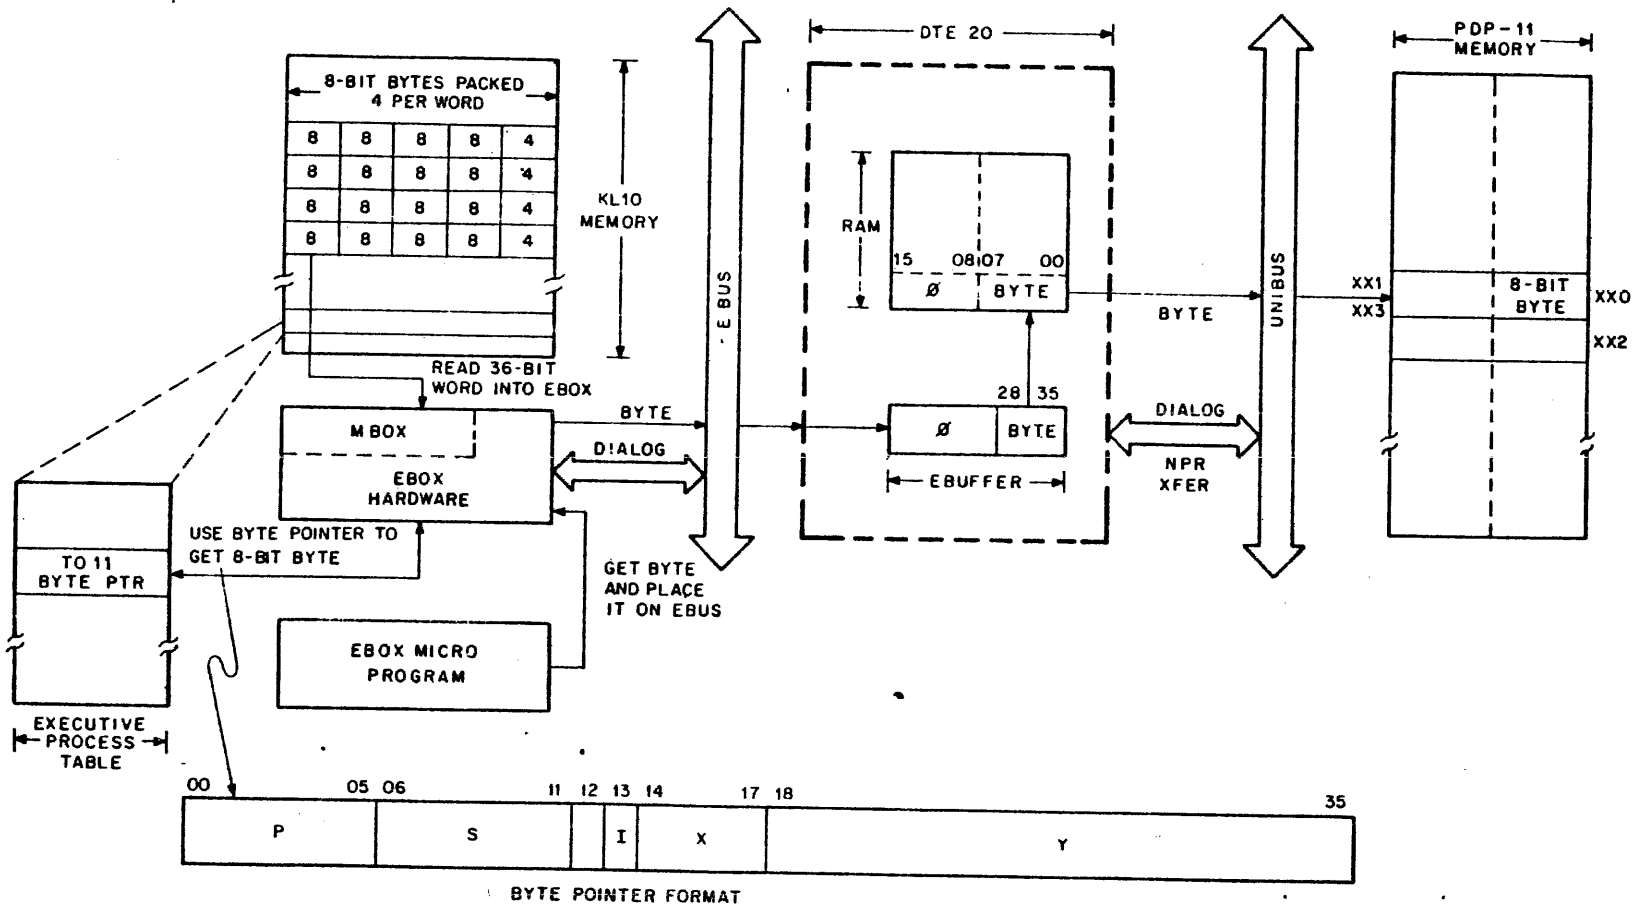 DTE 20
PDP-11
MEMORY
8-BIT BYTES PACKED
4 PER WORD
8 8 8 8 4
8 8 8 8 4
8 8 8 8 4
8 8 8 8 4
KL10
MEMORY
RAM
15 08 07 00
Ø BYTE
EBUS
UNIBUS
BYTE
XX1
XX3
8-BIT
BYTE
XX0
XX2
READ 36-BIT
WORD INTO EBOX
28 35
Ø BYTE
EBUFFER
MBOX
EBOX
HARDWARE
BYTE
DIALOG
DIALOG
NPR
XFER
USE BYTE POINTER TO
GET 8-BIT BYTE
TO 11
BYTE PTR
GET BYTE
AND PLACE
IT ON EBUS
EBOX MICRO
PROGRAM
EXECUTIVE
PROCESS
TABLE
00 05 06 11 12 13 14 17 18 35
P S I X Y
BYTE POINTER FORMAT